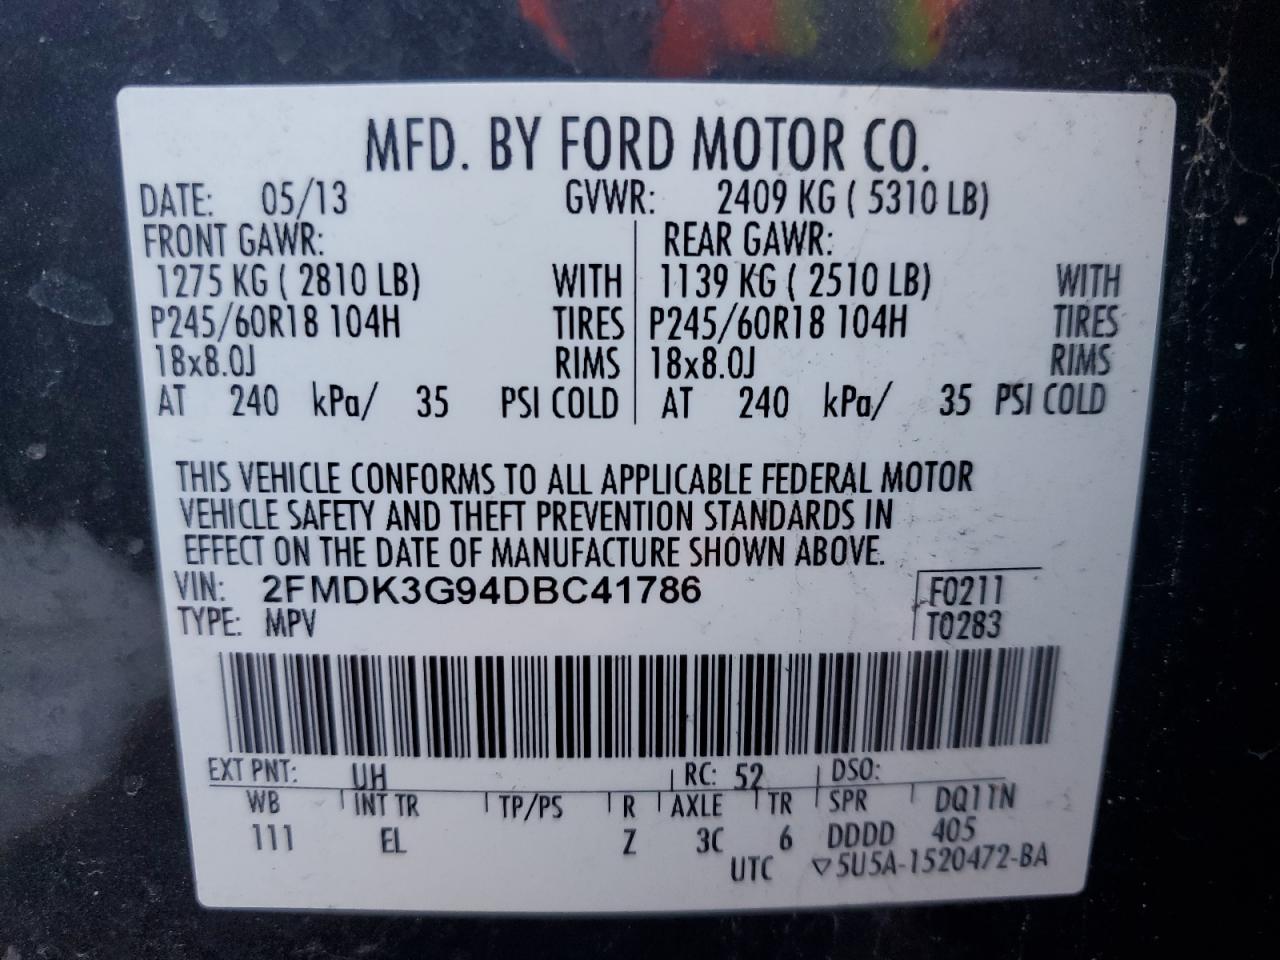 MFD. BY FORD MOTOR CO.
DATE: 05/13 GVWR: 2409 KG ( 5310 LB)
FRONT GAWR: REAR GAWR:
1275 KG ( 2810 LB) WITH 1139 KG ( 2510 LB) WITH
P245/60R18 104H TIRES P245/60R18 104H TIRES
18x8.0J RIMS 18x8.0J RIMS
AT 240 kPa/ 35 PSI COLD AT 240 kPa/ 35 PSI COLD
THIS VEHICLE CONFORMS TO ALL APPLICABLE FEDERAL MOTOR
VEHICLE SAFETY AND THEFT PREVENTION STANDARDS IN
EFFECT ON THE DATE OF MANUFACTURE SHOWN ABOVE.
VIN: 2FMDK3G94DBC41786 F0211
TYPE: MPV T0283
EXT PNT: UH RC: 52 DSO:
WB INT TR TP/PS R AXLE TR SPR DQ11N
111 EL Z 3C 6 DDDD 405
UTC ▽5U5A-1520472-BA